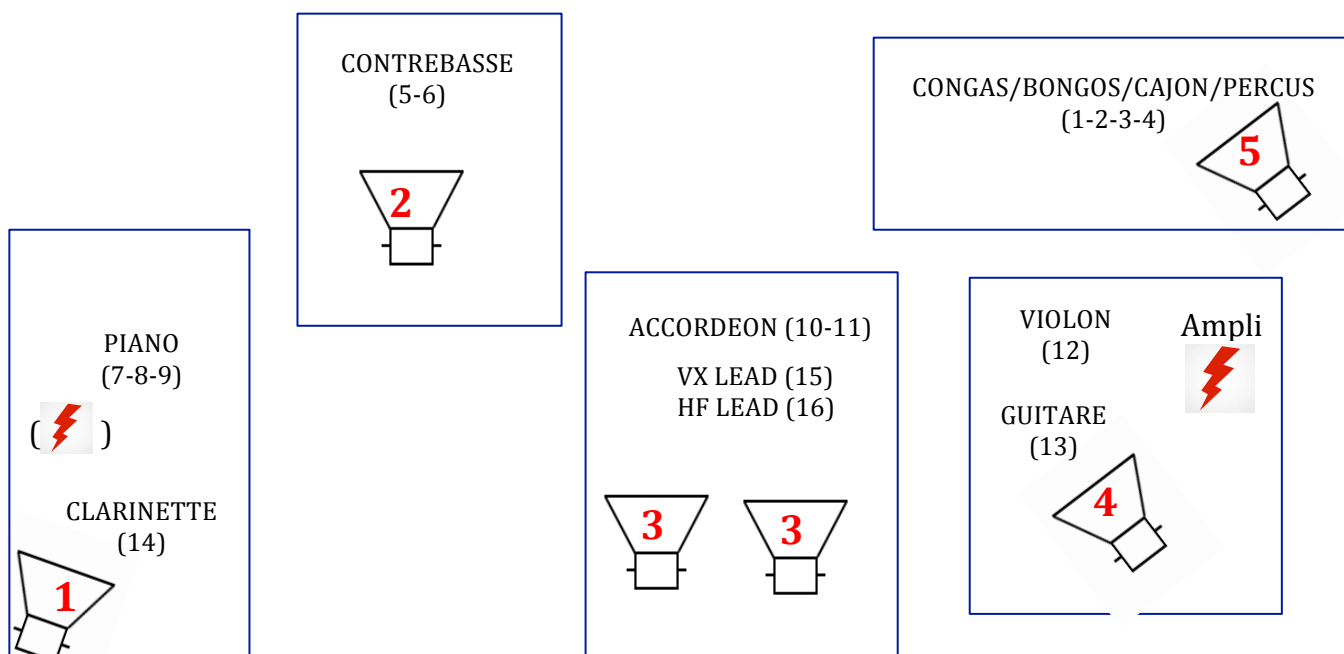 CONTREBASSE
(5-6)
2
CONGAS/BONGOS/CAJON/PERCUS
(1-2-3-4)
5
PIANO
(7-8-9)
( )
CLARINETTE
(14)
1
ACCORDEON (10-11)
VX LEAD (15)
HF LEAD (16)
3
3
VIOLON
(12)
Ampli
GUITARE
(13)
4